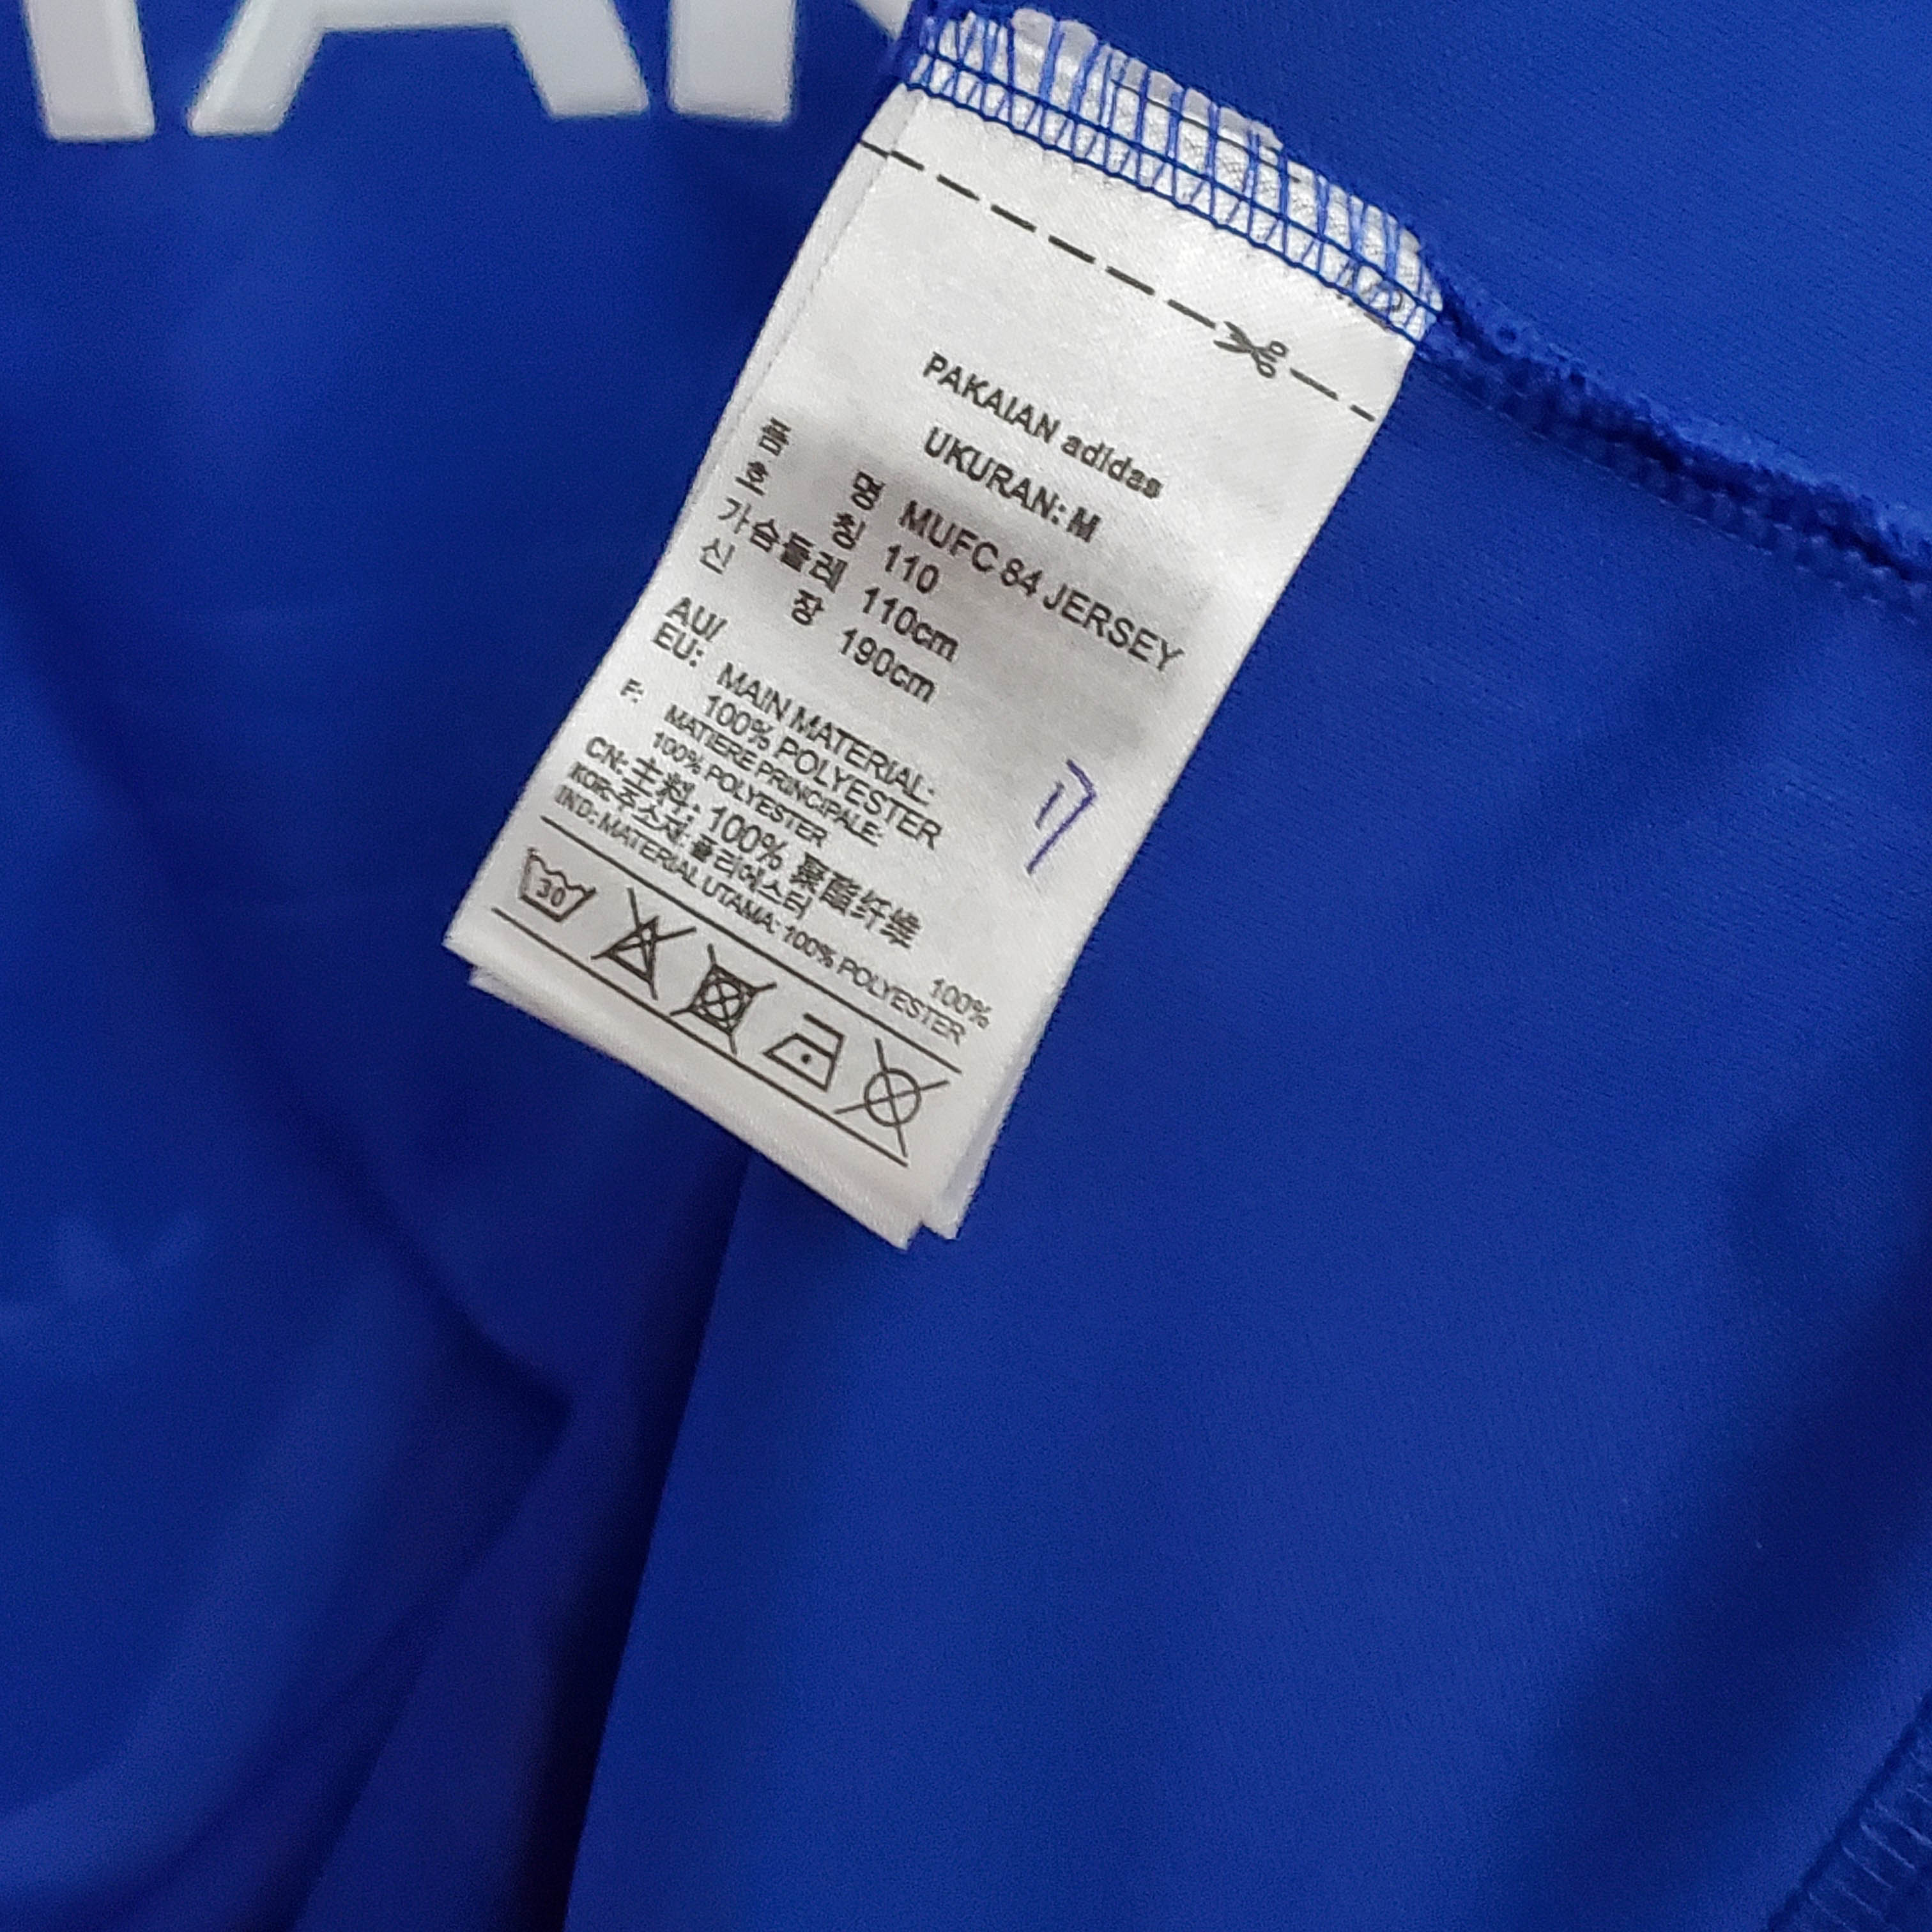 PAKAIAN adidas
UKURAN: M
품 명 MUFC 84 JERSEY
호 칭 110
가슴둘레 110cm
신 장 190cm
AU/
EU: MAIN MATERIAL:
100% POLYESTER
F: MATIERE PRINCIPALE:
100% POLYESTER
CN: 主料: 100% 聚酯纤维
KOR: 주소재: 폴리에스터 100%
IND: MATERIAL UTAMA: 100% POLYESTER
30